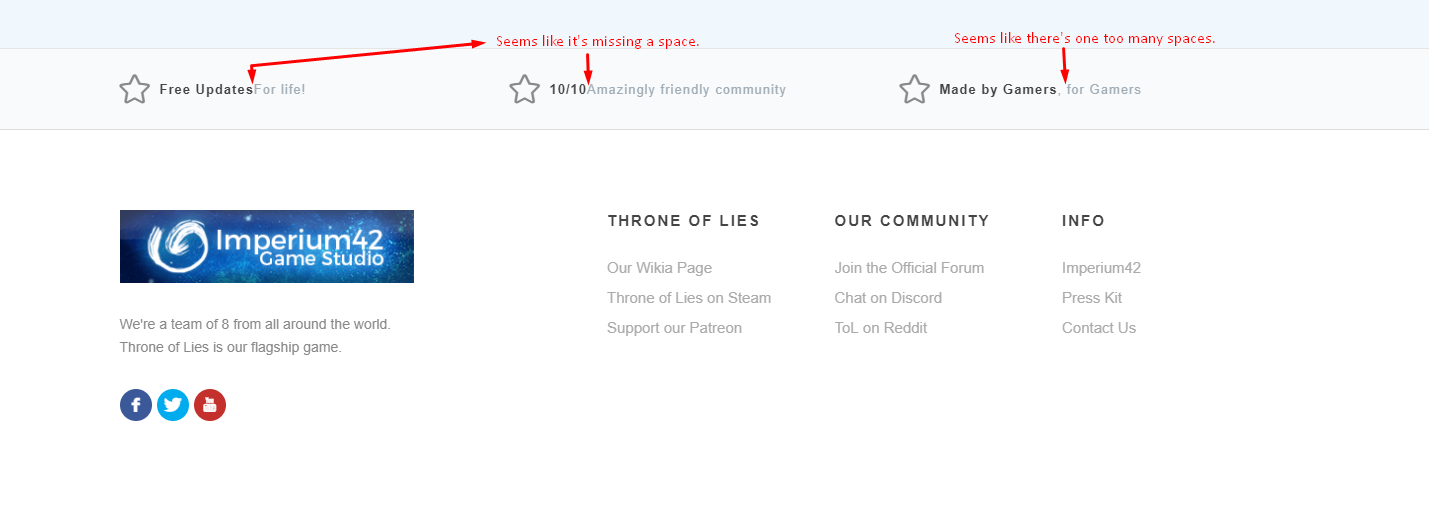 Seems like it's missing a space.
Seems like there's one too many spaces.
Free UpdatesFor life!
10/10Amazingly friendly community
Made by Gamers, for Gamers
Imperium42
Game Studio
We're a team of 8 from all around the world.
Throne of Lies is our flagship game.
THRONE OF LIES
Our Wikia Page
Throne of Lies on Steam
Support our Patreon
OUR COMMUNITY
Join the Official Forum
Chat on Discord
ToL on Reddit
INFO
Imperium42
Press Kit
Contact Us